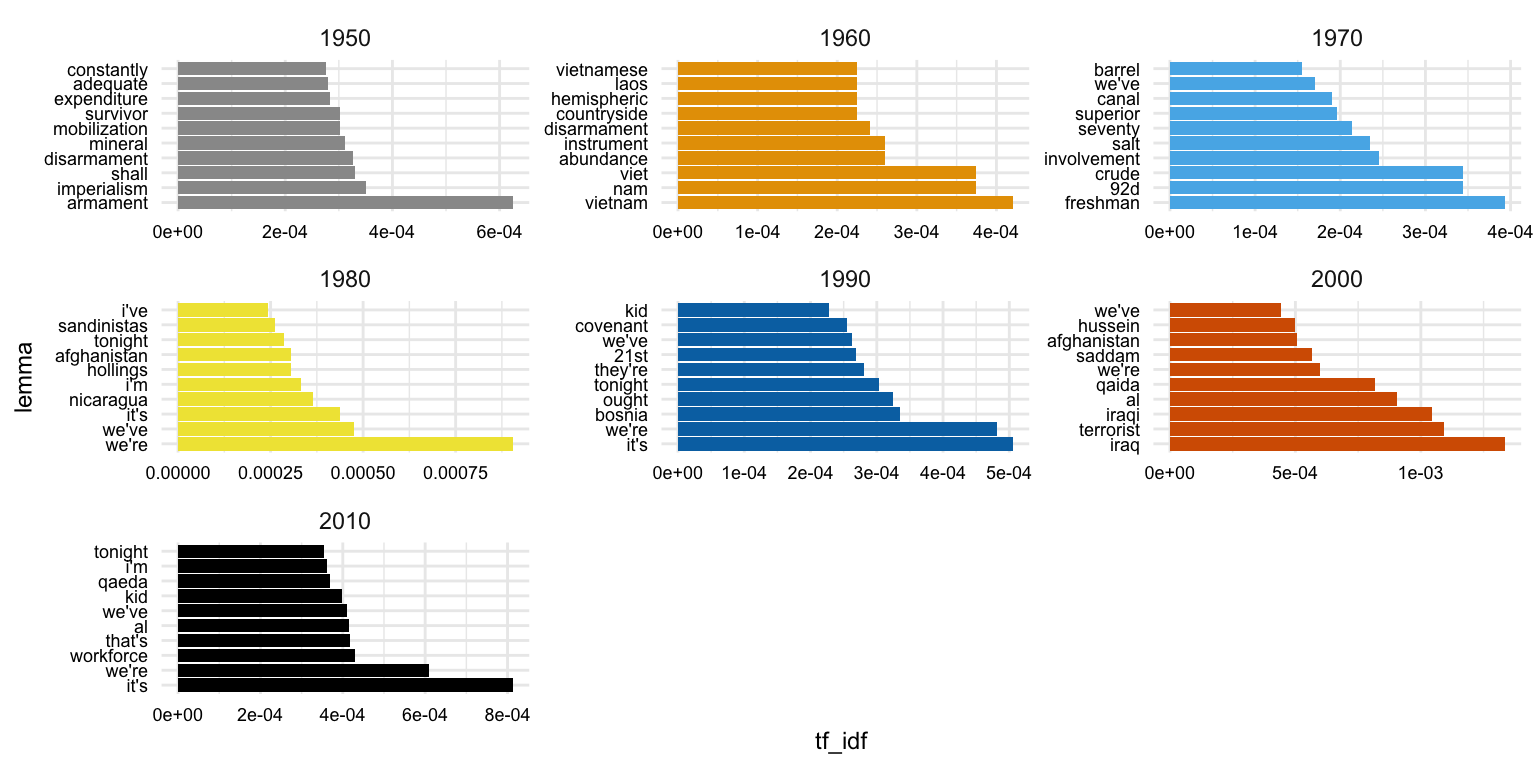 1950
constantly
adequate
expenditure
survivor
mobilization
mineral
disarmament
shall
imperialism
armament
0e+00 2e-04 4e-04 6e-04
1960
vietnamese
laos
hemispheric
countryside
disarmament
instrument
abundance
viet
nam
vietnam
0e+00 1e-04 2e-04 3e-04 4e-04
1970
barrel
we've
canal
superior
seventy
salt
involvement
crude
92d
freshman
0e+00 1e-04 2e-04 3e-04 4e-04
lemma
1980
i've
sandinistas
tonight
afghanistan
hollings
i'm
nicaragua
it's
we've
we're
0.00000 0.00025 0.00050 0.00075
1990
kid
covenant
we've
21st
they're
tonight
ought
bosnia
we're
it's
0e+00 1e-04 2e-04 3e-04 4e-04 5e-04
2000
we've
hussein
afghanistan
saddam
we're
qaida
al
iraqi
terrorist
iraq
0e+00 5e-04 1e-03
2010
tonight
i'm
qaeda
kid
we've
al
that's
workforce
we're
it's
0e+00 2e-04 4e-04 6e-04 8e-04
tf_idf